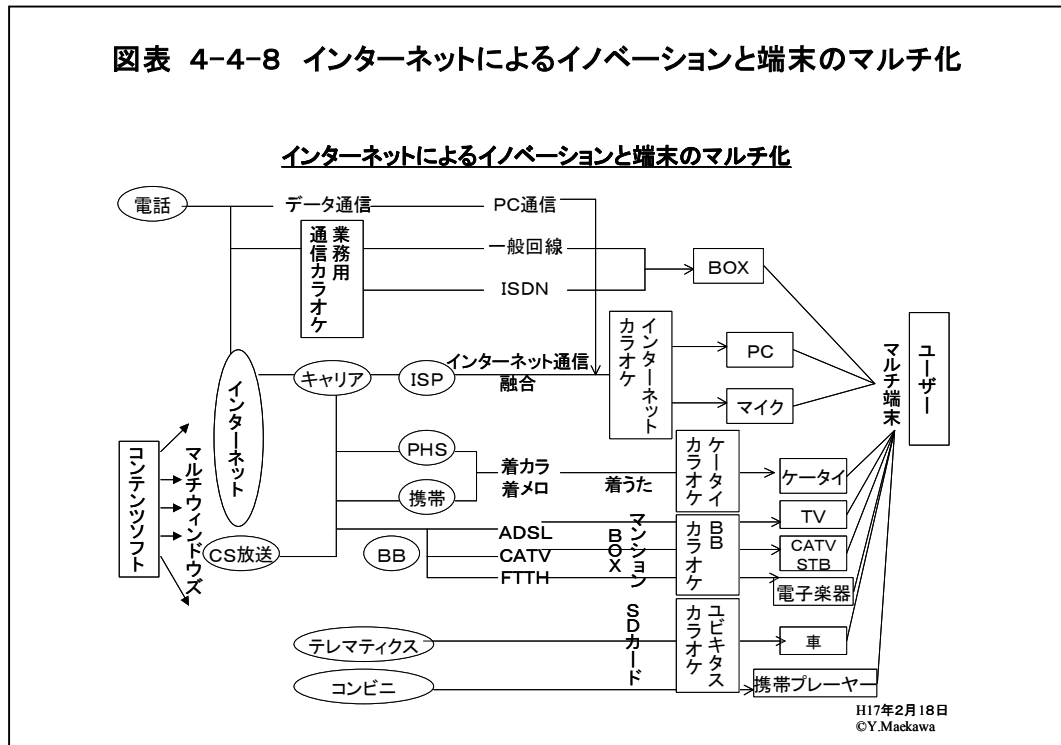 図表 4-4-8 インターネットによるイノベーションと端末のマルチ化
インターネットによるイノベーションと端末のマルチ化
電話
データ通信
PC通信
業務用
通信カラオケ
一般回線
ISDN
BOX
インターネット
カラオケ
PC
マイク
マルチ端末
ユーザー
インターネット
キャリア
ISP
インターネット通信
融合
コンテンツソフト
マルチウィンドウズ
PHS
携帯
着カラ
着メロ
着うた
ケータイ
カラオケ
ケータイ
CS放送
BB
ADSL
CATV
FTTH
マンション
BOX
BB
カラオケ
TV
CATV
STB
電子楽器
テレマティクス
コンビニ
SDカード
ユビキタス
カラオケ
車
携帯プレーヤー
H17年2月18日
©Y.Maekawa